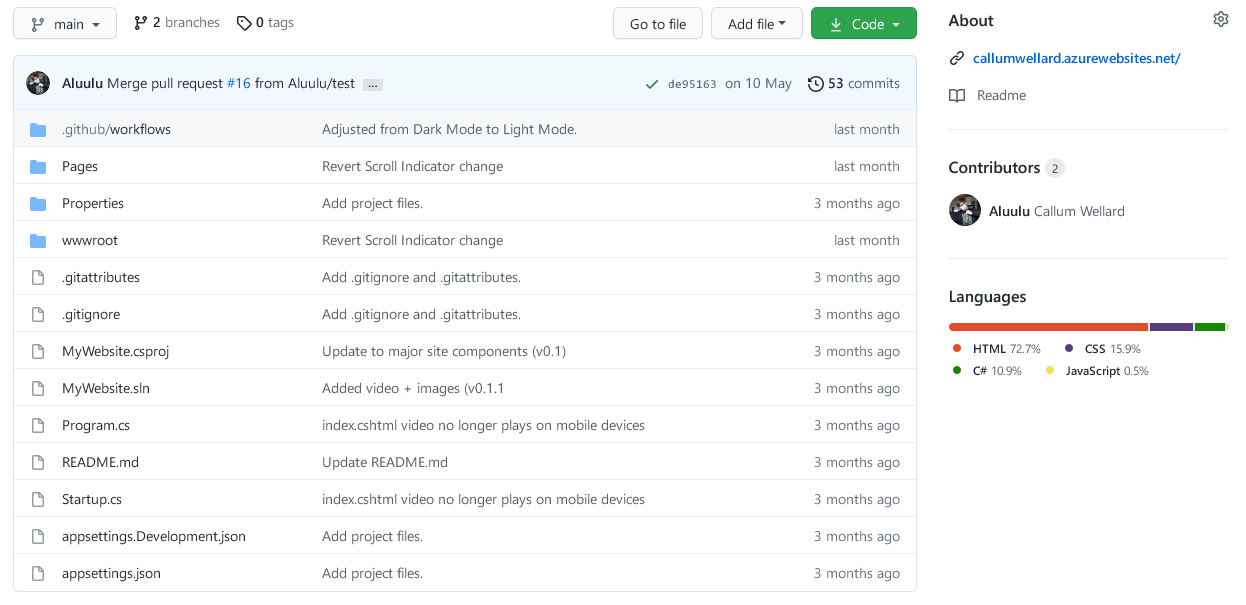 main 2 branches 0 tags Go to file Add file Code
Aluulu Merge pull request #16 from Aluulu/test ... de95163 on 10 May 53 commits
.github/workflows Adjusted from Dark Mode to Light Mode. last month
Pages Revert Scroll Indicator change last month
Properties Add project files. 3 months ago
wwwroot Revert Scroll Indicator change last month
.gitattributes Add .gitignore and .gitattributes. 3 months ago
.gitignore Add .gitignore and .gitattributes. 3 months ago
MyWebsite.csproj Update to major site components (v0.1) 3 months ago
MyWebsite.sln Added video + images (v0.1.1 3 months ago
Program.cs index.cshtml video no longer plays on mobile devices 3 months ago
README.md Update README.md 3 months ago
Startup.cs index.cshtml video no longer plays on mobile devices 3 months ago
appsettings.Development.json Add project files. 3 months ago
appsettings.json Add project files. 3 months ago
About
callumwellard.azurewebsites.net/
Readme
Contributors 2
Aluulu Callum Wellard
Languages
HTML 72.7% CSS 15.9%
C# 10.9% JavaScript 0.5%